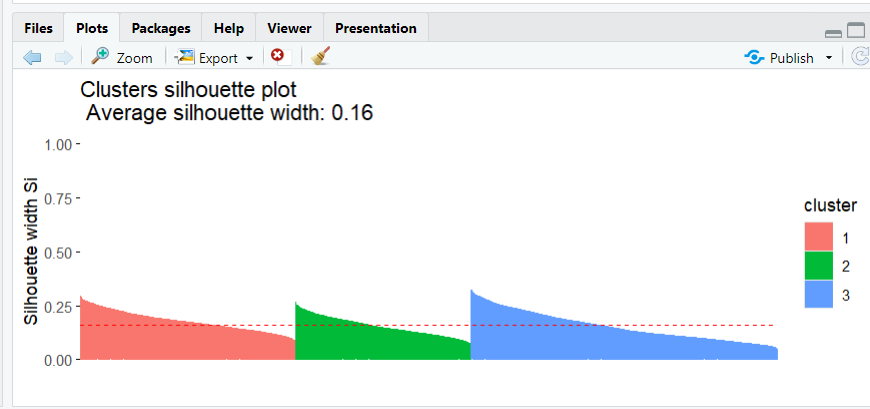 Files Plots Packages Help Viewer Presentation
Zoom Export Publish
Clusters silhouette plot
Average silhouette width: 0.16
1.00
0.75
0.50
0.25
0.00
Silhouette width Si
cluster
1
2
3